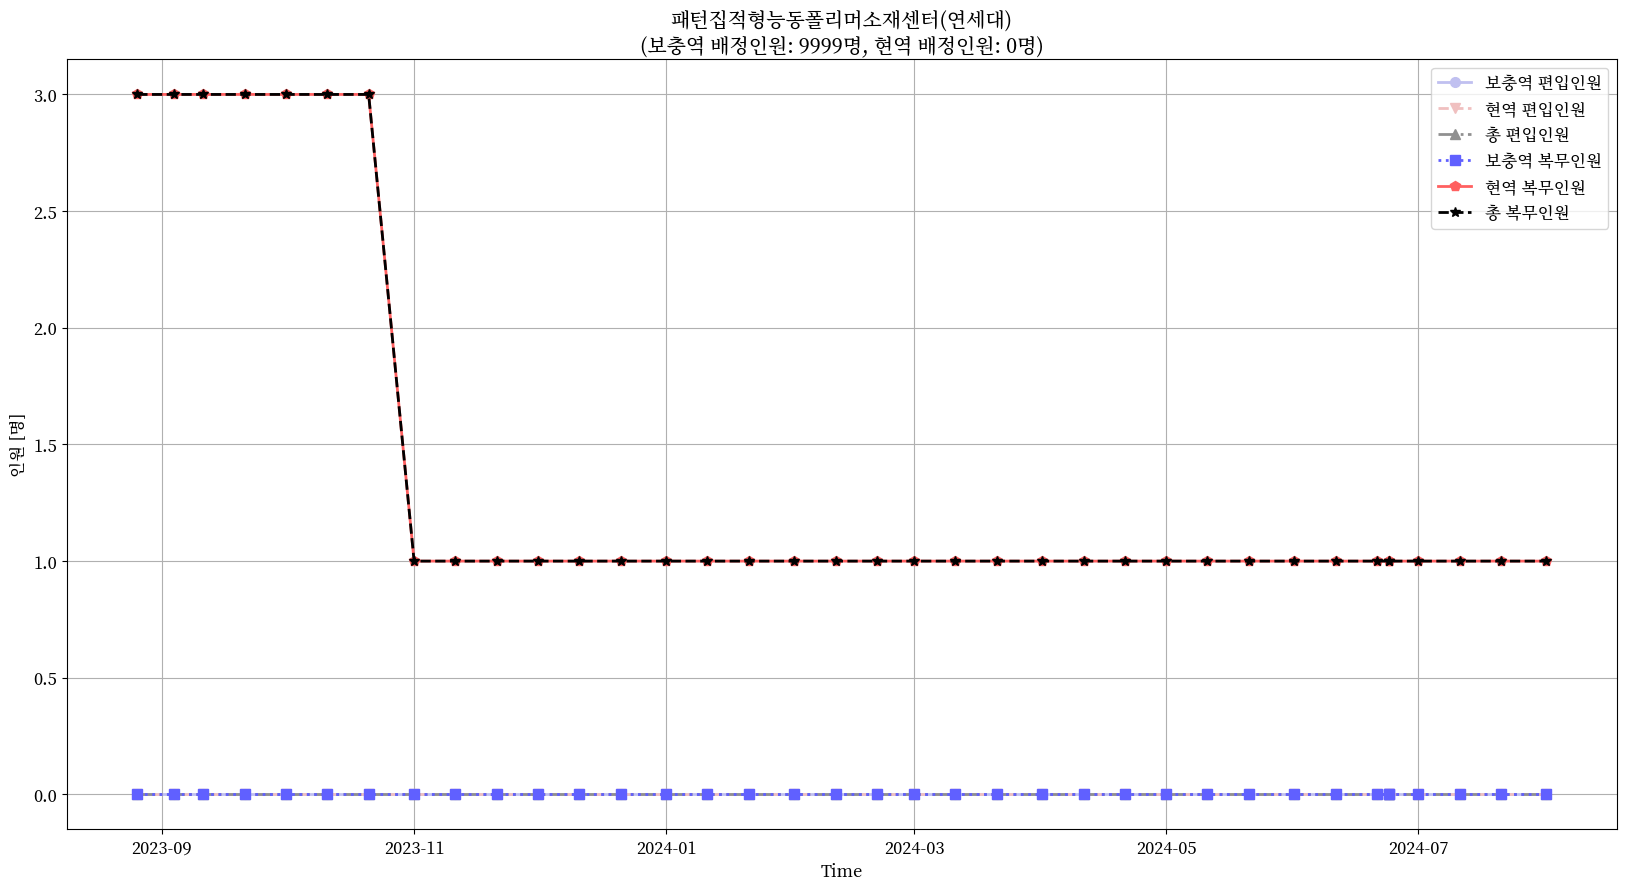 패턴집적형능동폴리머소재센터(연세대)
(보충역 배정인원: 9999명, 현역 배정인원: 0명)
보충역 편입인원
현역 편입인원
총 편입인원
보충역 복무인원
현역 복무인원
총 복무인원
인원 [명]
3.0
2.5
2.0
1.5
1.0
0.5
0.0
2023-09
2023-11
2024-01
2024-03
2024-05
2024-07
Time